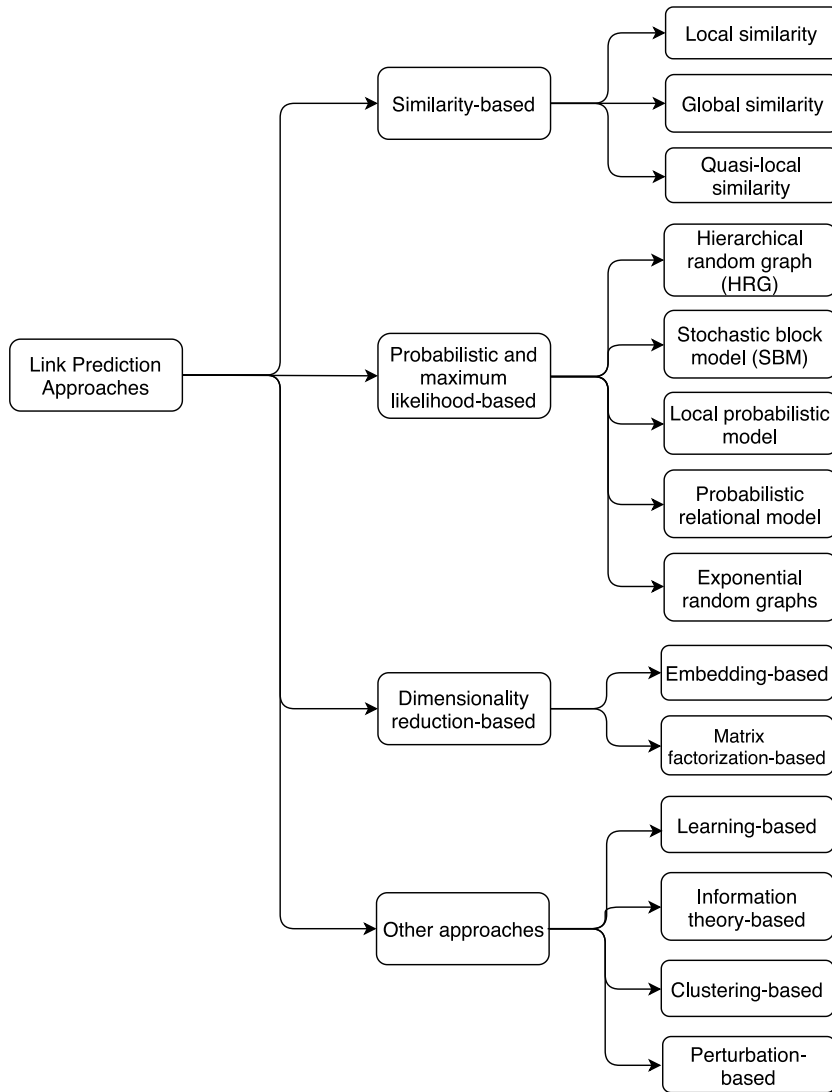 Link Prediction
Approaches
Similarity-based
Local similarity
Global similarity
Quasi-local
similarity
Probabilistic and
maximum
likelihood-based
Hierarchical
random graph
(HRG)
Stochastic block
model (SBM)
Local probabilistic
model
Probabilistic
relational model
Exponential
random graphs
Dimensionality
reduction-based
Embedding-based
Matrix
factorization-based
Other approaches
Learning-based
Information
theory-based
Clustering-based
Perturbation-
based